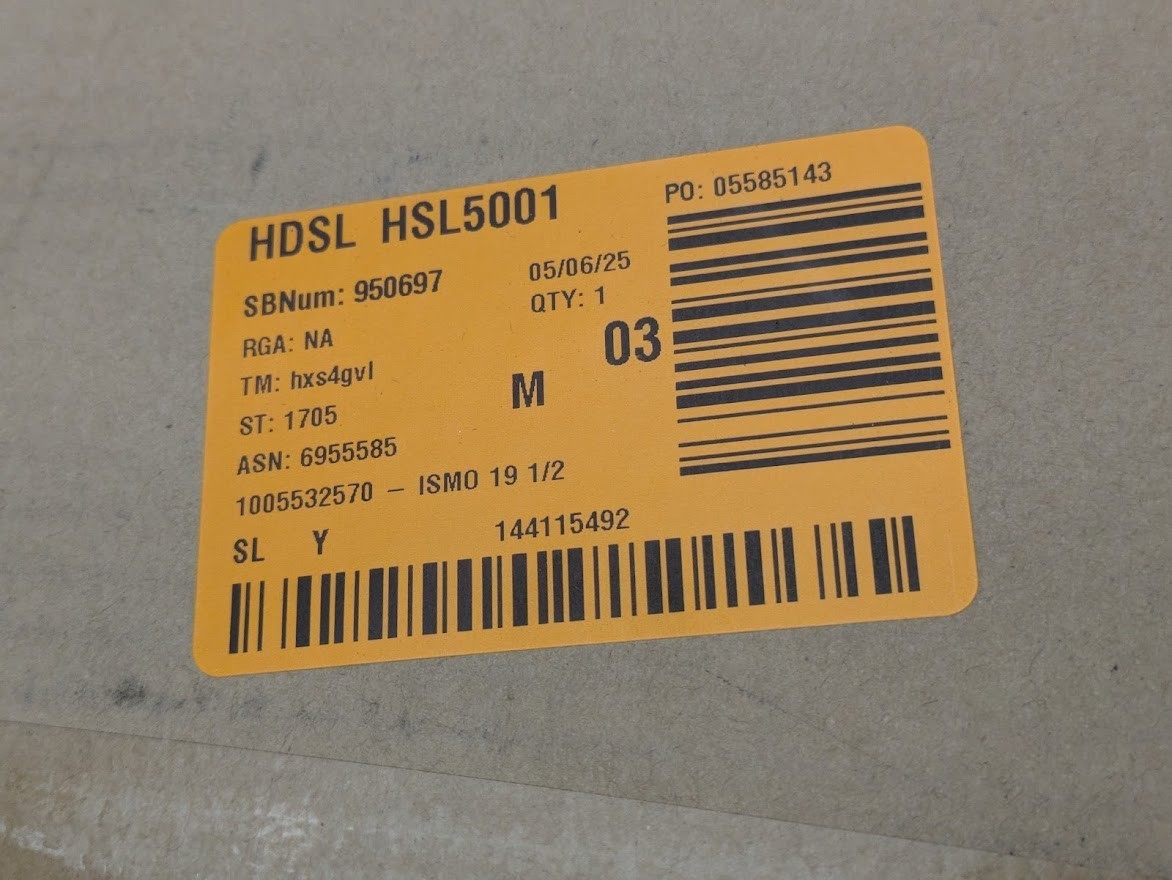 HDSL HSL5001
PO: 05585143
SBNum: 950697
05/06/25
RGA: NA
QTY: 1
03
TM: hxs4gvl
M
ST: 1705
ASN: 6955585
1005532570 – ISMO 19 1/2
SL Y
144115492